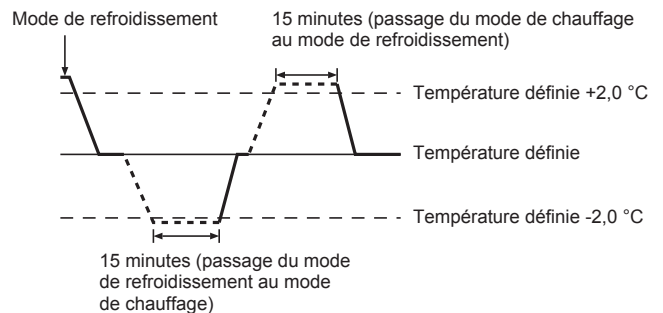 Mode de refroidissement
15 minutes (passage du mode de chauffage
au mode de refroidissement)
Température définie +2,0 °C
Température définie
Température définie -2,0 °C
15 minutes (passage du mode
de refroidissement au mode
de chauffage)